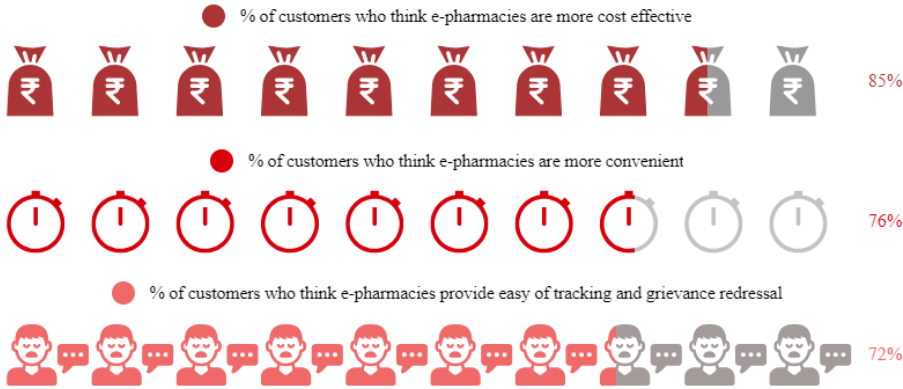 % of customers who think e-pharmacies are more cost effective
₹ ₹ ₹ ₹ ₹ ₹ ₹ ₹ ₹ ₹
85%
% of customers who think e-pharmacies are more convenient
76%
% of customers who think e-pharmacies provide easy of tracking and grievance redressal
72%